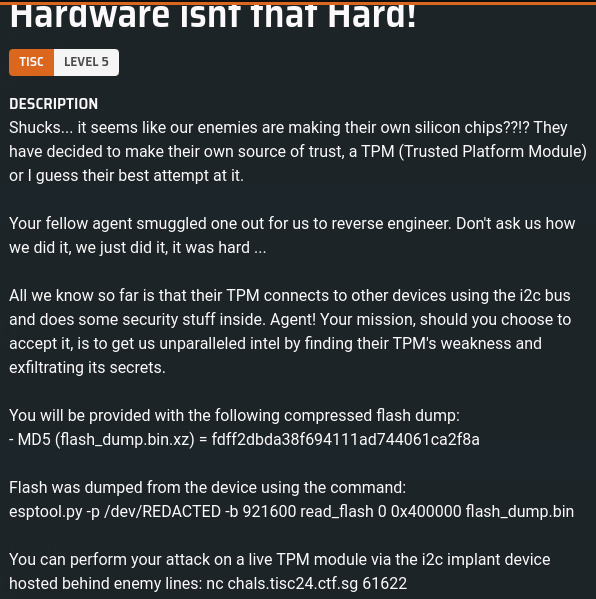 Hardware isnt that Hard!
TISC LEVEL 5
DESCRIPTION
Shucks... it seems like our enemies are making their own silicon chips??!? They
have decided to make their own source of trust, a TPM (Trusted Platform Module)
or I guess their best attempt at it.
Your fellow agent smuggled one out for us to reverse engineer. Don't ask us how
we did it, we just did it, it was hard ...
All we know so far is that their TPM connects to other devices using the i2c bus
and does some security stuff inside. Agent! Your mission, should you choose to
accept it, is to get us unparalleled intel by finding their TPM's weakness and
exfiltrating its secrets.
You will be provided with the following compressed flash dump:
- MD5 (flash_dump.bin.xz) = fdff2dbda38f694111ad744061ca2f8a
Flash was dumped from the device using the command:
esptool.py -p /dev/REDACTED -b 921600 read_flash 0 0x400000 flash_dump.bin
You can perform your attack on a live TPM module via the i2c implant device
hosted behind enemy lines: nc chals.tisc24.ctf.sg 61622